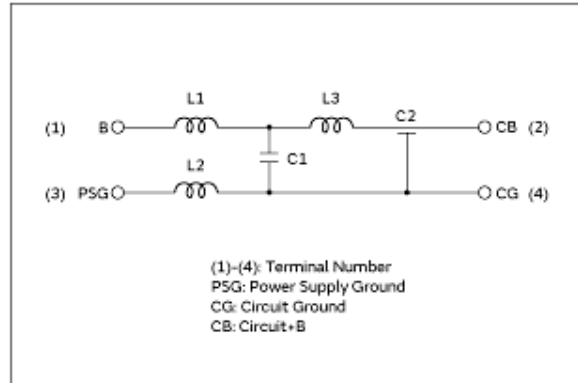 L1 L3 C2
(1) B CB (2)
C1
L2
(3) PSG CG (4)
(1)-(4): Terminal Number
PSG: Power Supply Ground
CG: Circuit Ground
CB: Circuit+B